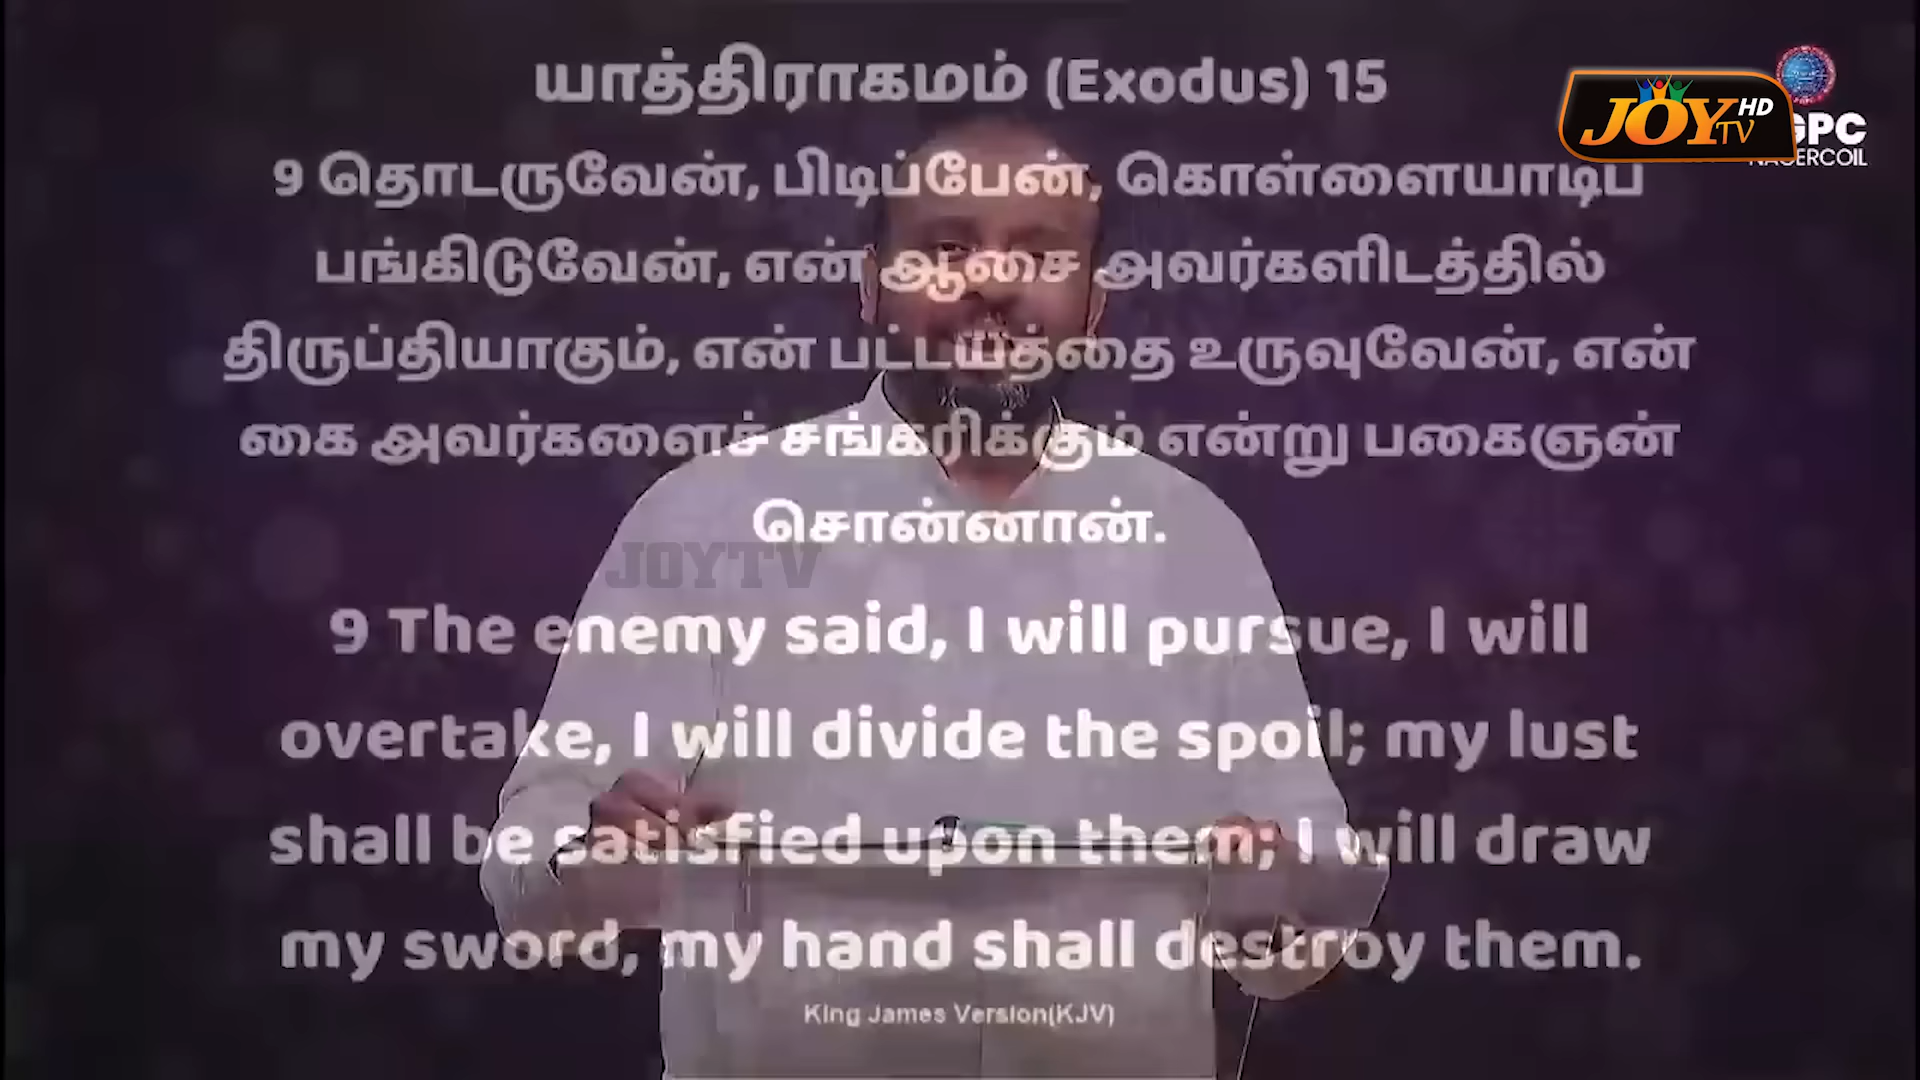 யாத்திராகமம் (Exodus) 15
JOY TV HD
GPC
NAGERCOIL
9 தொடருவேன், பிடிப்பேன், கொள்ளையாடிப்
பங்கிடுவேன், என் ஆசை அவர்களிடத்தில்
திருப்தியாகும், என் பட்டயத்தை உருவுவேன், என்
கை அவர்களைச் சங்கரிக்கும் என்று பகைஞன்
சொன்னான்.
JOYTV
9 The enemy said, I will pursue, I will
overtake, I will divide the spoil; my lust
shall be satisfied upon them; I will draw
my sword, my hand shall destroy them.
King James Version(KJV)